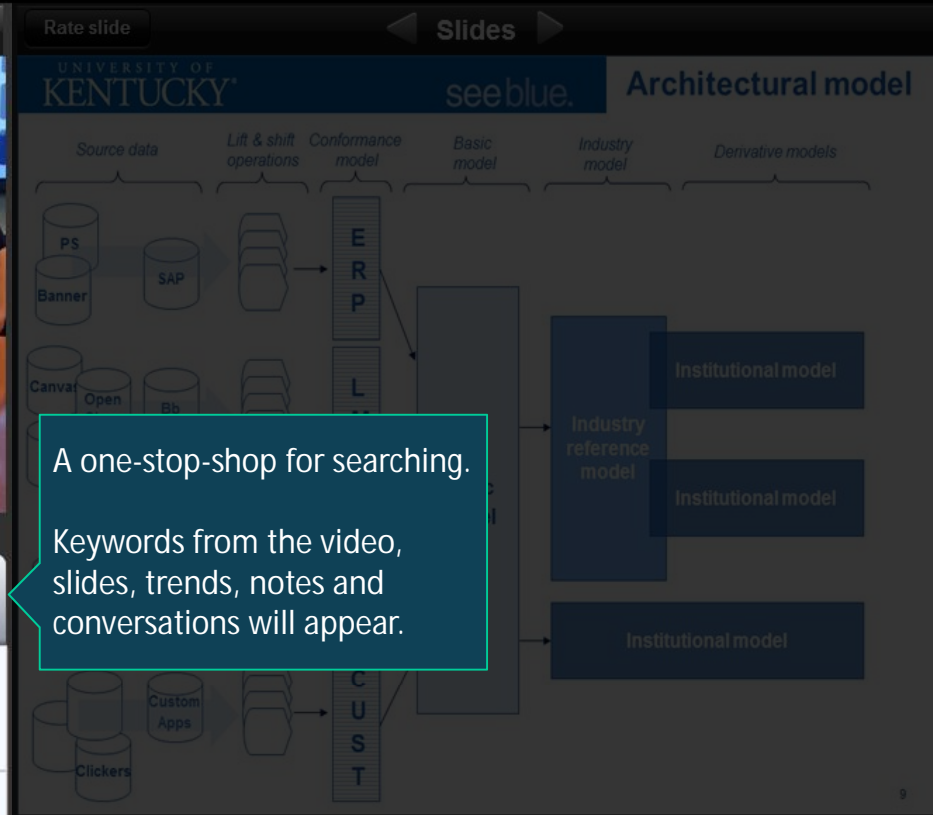 Rate slide
Slides
UNIVERSITY OF
KENTUCKY
seeblue.
Architectural model
Source data
Lift & shift operations
Conformance model
Basic model
Industry model
Derivative models
PS
Banner
SAP
E
R
P
Canvas
Open
Bb
L
Institutional model
Industry
reference
model
Institutional model
A one-stop-shop for searching.
Keywords from the video,
slides, trends, notes and
conversations will appear.
Institutional model
Custom
Apps
Clickers
C
U
S
T
9